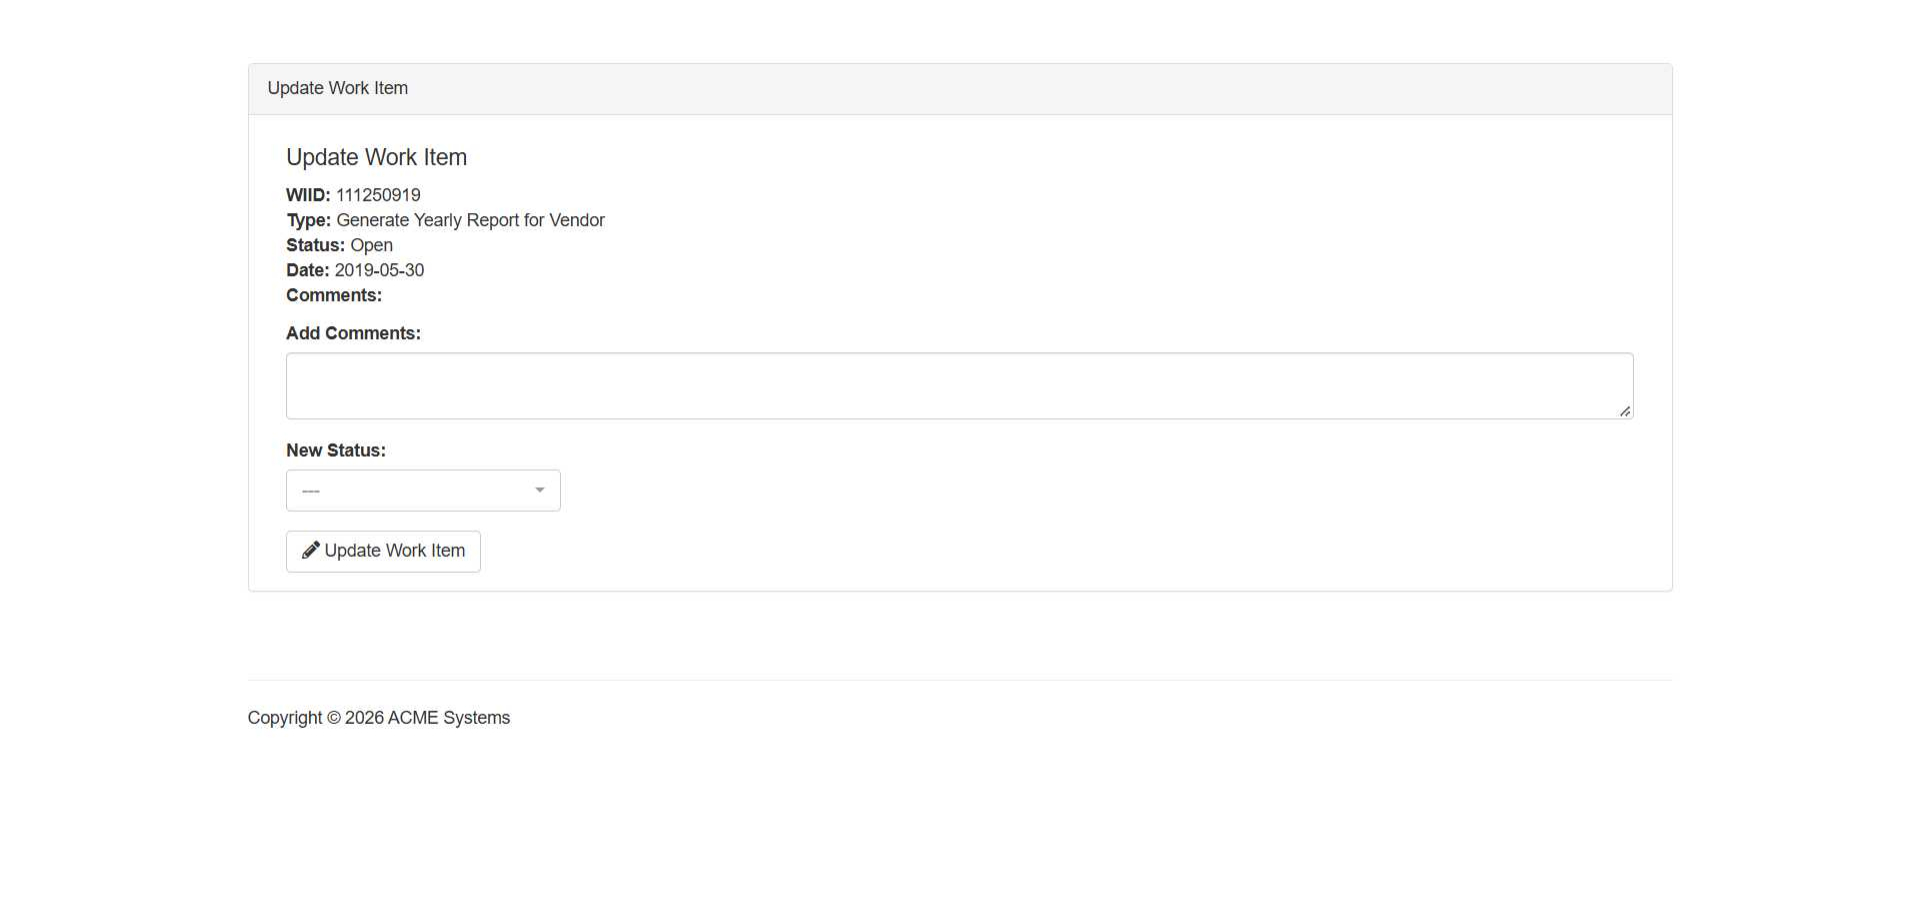 Update Work Item
Update Work Item
WIID: 111250919
Type: Generate Yearly Report for Vendor
Status: Open
Date: 2019-05-30
Comments:
Add Comments:
New Status:
---
Update Work Item
Copyright © 2026 ACME Systems